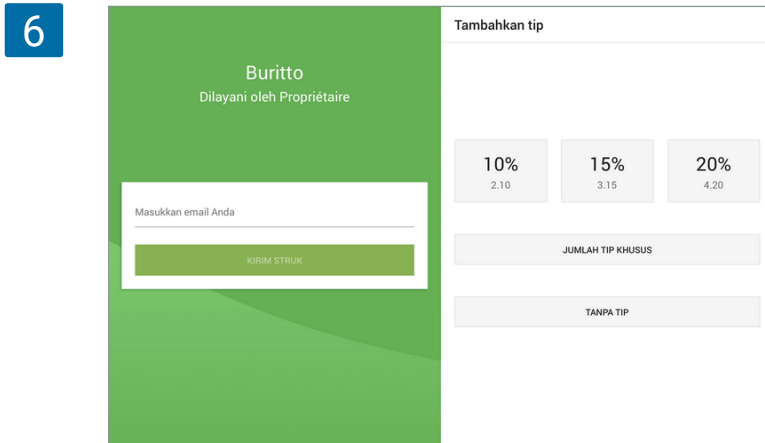 6
Buritto
Dilayani oleh Propriétaire
Masukkan email Anda
KIRIM STRUK
Tambahkan tip
10%
2.10
15%
3.15
20%
4.20
JUMLAH TIP KHUSUS
TANPA TIP